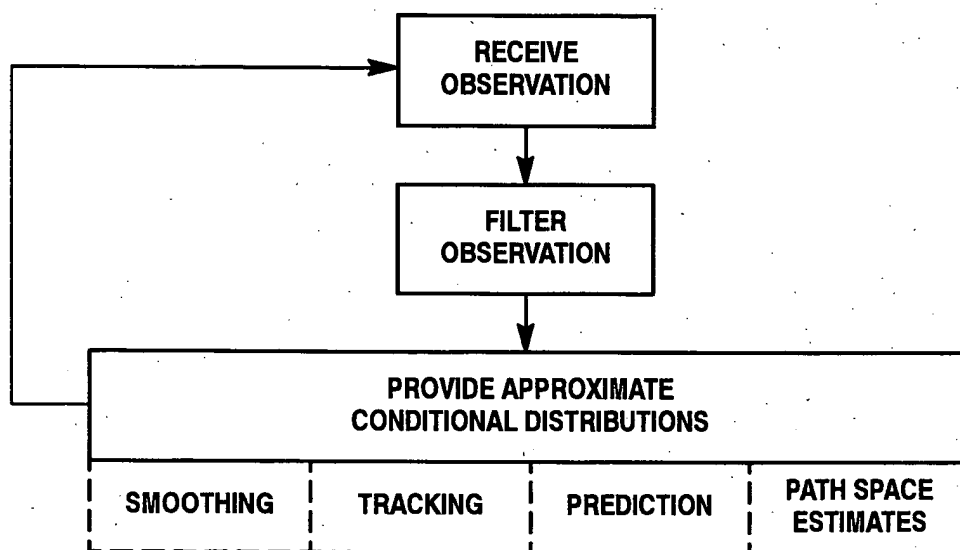 RECEIVE
OBSERVATION
FILTER
OBSERVATION
PROVIDE APPROXIMATE
CONDITIONAL DISTRIBUTIONS
SMOOTHING
TRACKING
PREDICTION
PATH SPACE
ESTIMATES